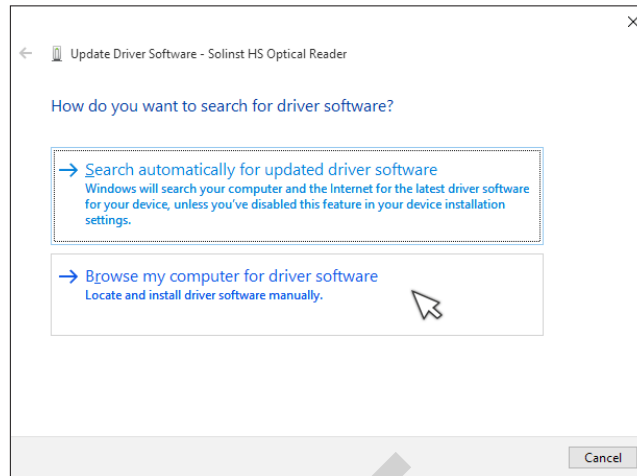 Update Driver Software - Solinst HS Optical Reader
How do you want to search for driver software?
Search automatically for updated driver software
Windows will search your computer and the Internet for the latest driver software
for your device, unless you've disabled this feature in your device installation
settings.
Browse my computer for driver software
Locate and install driver software manually.
Cancel